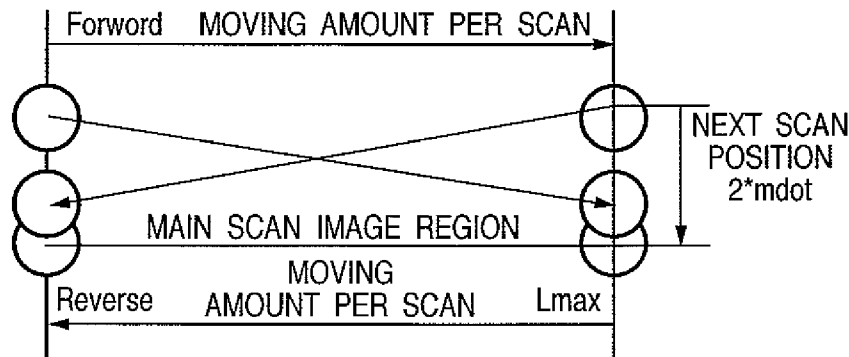 Forword MOVING AMOUNT PER SCAN
NEXT SCAN
POSITION
2*mdot
MAIN SCAN IMAGE REGION
MOVING
Reverse AMOUNT PER SCAN Lmax